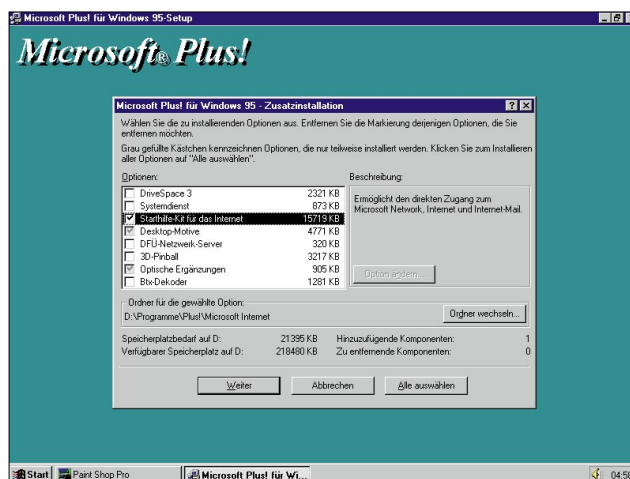 Microsoft Plus! für Windows 95-Setup
Microsoft® Plus!
Microsoft Plus! für Windows 95 - Zusatzinstallation
Wählen Sie die zu installierenden Optionen aus. Entfernen Sie die Markierung derjenigen Optionen, die Sie
entfernen möchten.
Grau gefüllte Kästchen kennzeichnen Optionen, die nur teilweise installiert werden. Klicken Sie zum Installieren
aller Optionen auf "Alle auswählen".
Optionen:
DriveSpace 3 2321 KB
Systemdienst 873 KB
Starthilfe-Kit für das Internet 15719 KB
Desktop-Motive 4771 KB
DFÜ-Netzwerk-Server 320 KB
3D-Pinball 3217 KB
Optische Ergänzungen 905 KB
Btx-Dekoder 1281 KB
Beschreibung:
Ermöglicht den direkten Zugang zum
Microsoft Network, Internet und Internet-Mail.
Option ändern...
Ordner für die gewählte Option:
D:\Programme\Plus!\Microsoft Internet
Ordner wechseln...
Speicherplatzbedarf auf D: 21395 KB Hinzuzufügende Komponenten: 1
Verfügbarer Speicherplatz auf D: 218480 KB Zu entfernende Komponenten: 0
Weiter Abbrechen Alle auswählen
Start Paint Shop Pro Microsoft Plus! für Wi... 04:58